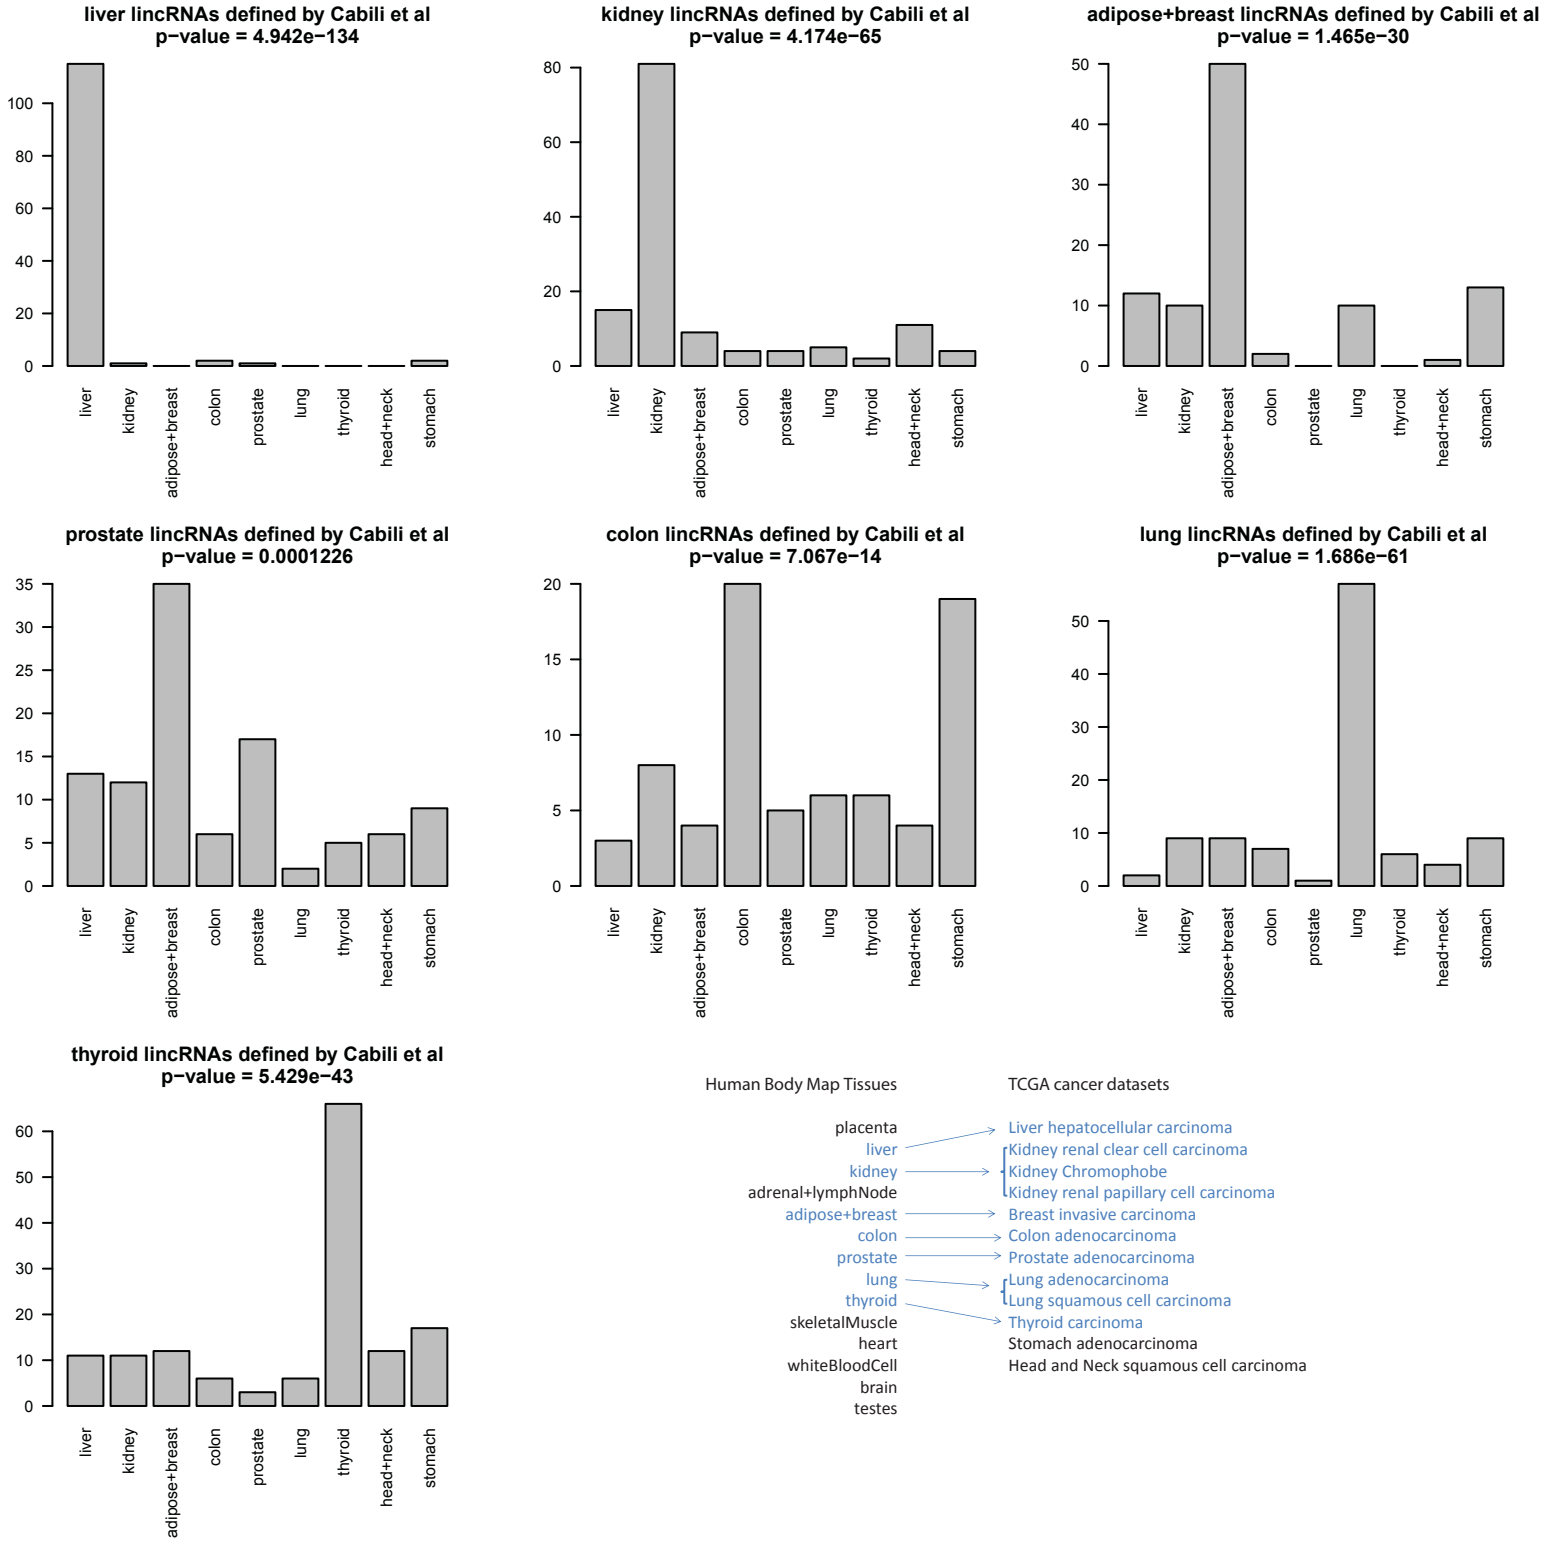 liver lincRNAs defined by Cabili et al
p−value = 4.942e−134
100
80
60
40
20
0
liver
kidney
adipose+breast
colon
prostate
lung
thyroid
head+neck
stomach
kidney lincRNAs defined by Cabili et al
p−value = 4.174e−65
80
60
40
20
0
liver
kidney
adipose+breast
colon
prostate
lung
thyroid
head+neck
stomach
adipose+breast lincRNAs defined by Cabili et al
p−value = 1.465e−30
50
40
30
20
10
0
liver
kidney
adipose+breast
colon
prostate
lung
thyroid
head+neck
stomach
prostate lincRNAs defined by Cabili et al
p−value = 0.0001226
35
30
25
20
15
10
5
0
liver
kidney
adipose+breast
colon
prostate
lung
thyroid
head+neck
stomach
colon lincRNAs defined by Cabili et al
p−value = 7.067e−14
20
15
10
5
0
liver
kidney
adipose+breast
colon
prostate
lung
thyroid
head+neck
stomach
lung lincRNAs defined by Cabili et al
p−value = 1.686e−61
50
40
30
20
10
0
liver
kidney
adipose+breast
colon
prostate
lung
thyroid
head+neck
stomach
thyroid lincRNAs defined by Cabili et al
p−value = 5.429e−43
60
50
40
30
20
10
0
liver
kidney
adipose+breast
colon
prostate
lung
thyroid
head+neck
stomach
Human Body Map Tissues
placenta
liver
kidney
adrenal+lymphNode
adipose+breast
colon
prostate
lung
thyroid
skeletalMuscle
heart
whiteBloodCell
brain
testes
TCGA cancer datasets
Liver hepatocellular carcinoma
Kidney renal clear cell carcinoma
Kidney Chromophobe
Kidney renal papillary cell carcinoma
Breast invasive carcinoma
Colon adenocarcinoma
Prostate adenocarcinoma
Lung adenocarcinoma
Lung squamous cell carcinoma
Thyroid carcinoma
Stomach adenocarcinoma
Head and Neck squamous cell carcinoma